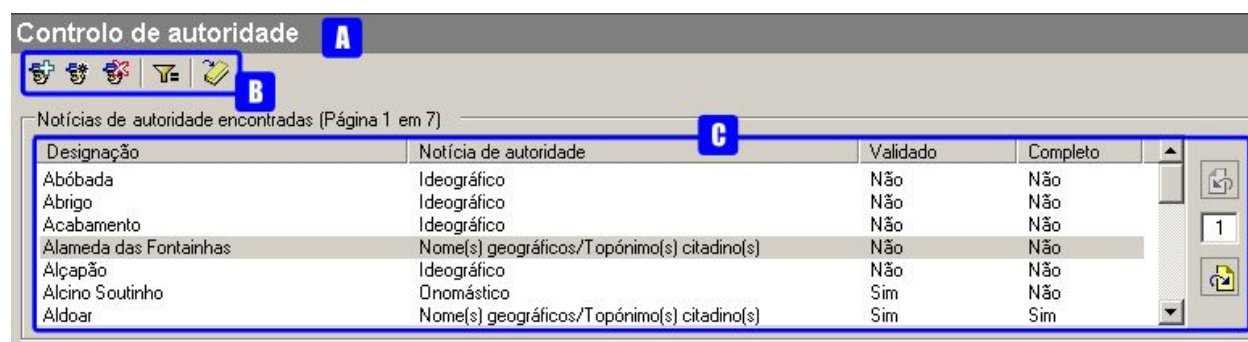 Controlo de autoridade A
B
Notícias de autoridade encontradas (Página 1 em 7)
C
Designação Notícia de autoridade Validado Completo
Abóbada Ideográfico Não Não
Abrigo Ideográfico Não Não
Acabamento Ideográfico Não Não
1
Alameda das Fontainhas Nome(s) geográficos/Topónimo(s) citadino(s) Não Não
Alçapão Ideográfico Não Não
Alcino Soutinho Onomástico Sim Não
Aldoar Nome(s) geográficos/Topónimo(s) citadino(s) Sim Sim